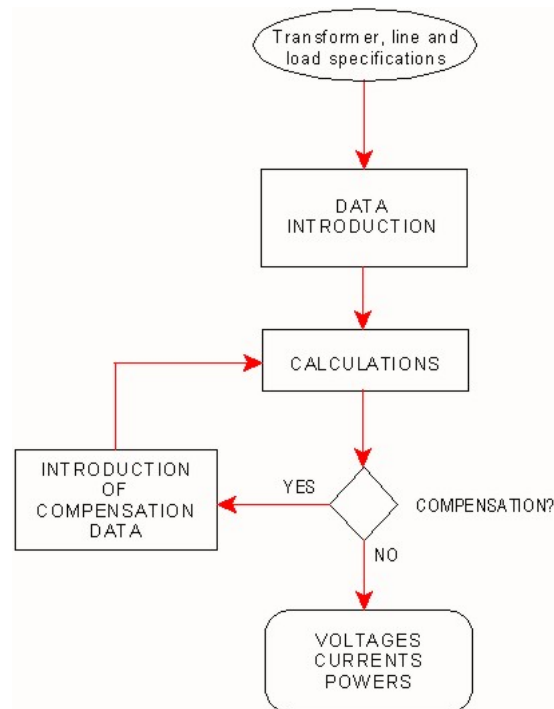 Transformer, line and
load specifications
DATA
INTRODUCTION
CALCULATIONS
INTRODUCTION
OF
COMPENSATION
DATA
YES
COMPENSATION?
NO
VOLTAGES
CURRENTS
POWERS